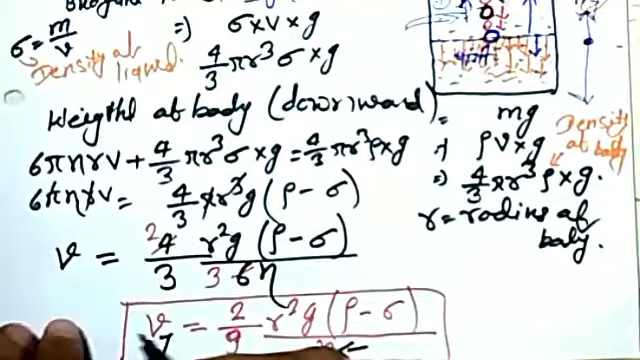 σ = m/v ⇒ σ×v×g
Density of liquid.
4/3 πr³σ×g
Weight of body (downward) = mg
Density of body
6πηrv + 4/3 πr³σ×g = 4/3 πr³ρ×g ⇒ ρv×g
6πηrv = 4/3 πr³g (ρ − σ) ⇒ 4/3 πr³ρ×g.
r = radius of body.
v = 2 4 r²g (ρ − σ) / 3 3 6η
v = 2/9 r²g (ρ − σ)